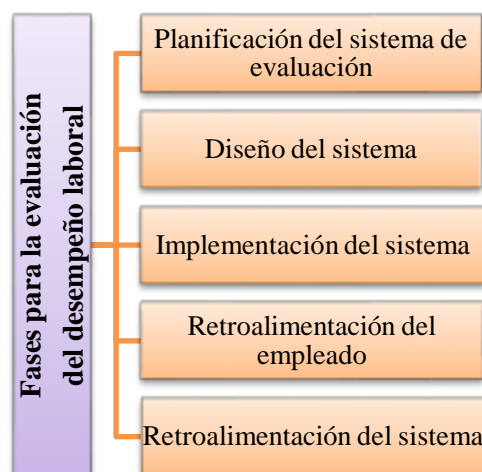 Fases para la evaluación
del desempeño laboral
Planificación del sistema de
evaluación
Diseño del sistema
Implementación del sistema
Retroalimentación del
empleado
Retroalimentación del sistema